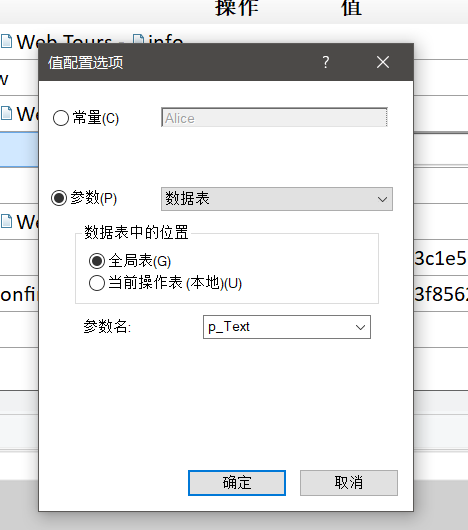 操作 值
Web Tours - info
值配置选项 ?
w
常量(C) Alice
We
参数(P) 数据表
数据表中的位置
We
全局表(G) 3c1e5
当前操作表 (本地)(U)
onfir 3f8562
参数名: p_Text
确定 取消